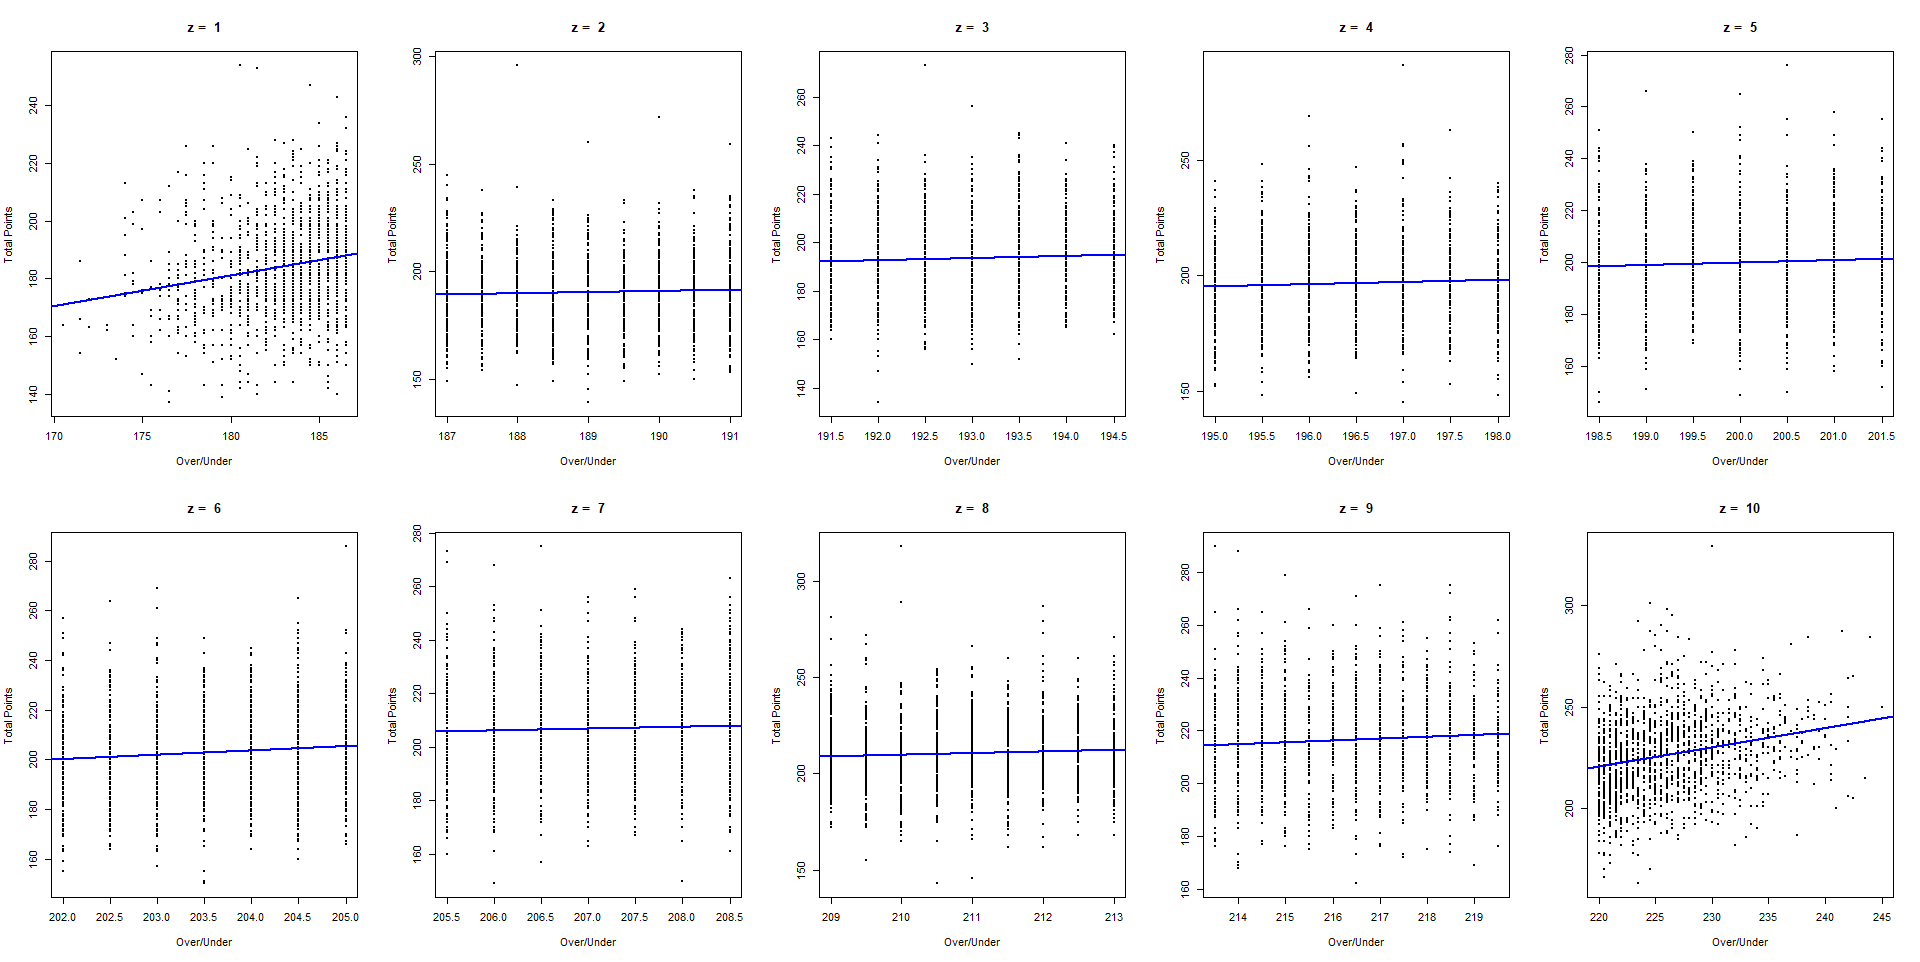 z = 1
Total Points
140 160 180 200 220 240
170 175 180 185
Over/Under
z = 2
Total Points
150 200 250 300
187 188 189 190 191
Over/Under
z = 3
Total Points
140 160 180 200 220 240 260
191.5 192.0 192.5 193.0 193.5 194.0 194.5
Over/Under
z = 4
Total Points
150 200 250
195.0 195.5 196.0 196.5 197.0 197.5 198.0
Over/Under
z = 5
Total Points
160 180 200 220 240 260 280
198.5 199.0 199.5 200.0 200.5 201.0 201.5
Over/Under
z = 6
Total Points
160 180 200 220 240 260 280
202.0 202.5 203.0 203.5 204.0 204.5 205.0
Over/Under
z = 7
Total Points
160 180 200 220 240 260 280
205.5 206.0 206.5 207.0 207.5 208.0 208.5
Over/Under
z = 8
Total Points
150 200 250 300
209 210 211 212 213
Over/Under
z = 9
Total Points
160 180 200 220 240 260 280
214 215 216 217 218 219
Over/Under
z = 10
Total Points
200 250 300
220 225 230 235 240 245
Over/Under